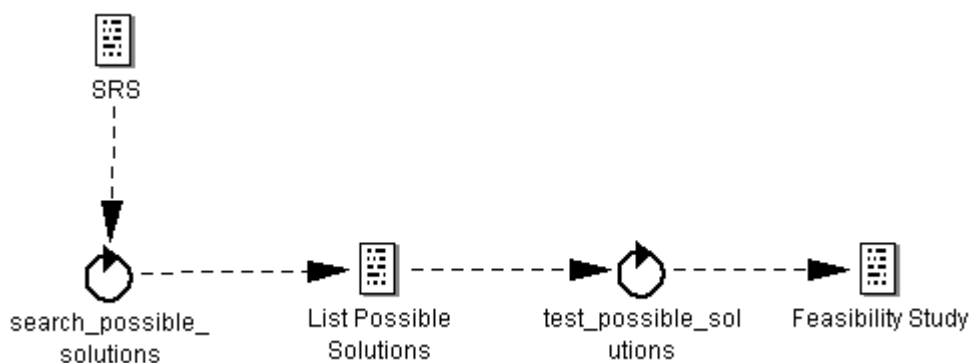 SRS
search_possible_
solutions
List Possible
Solutions
test_possible_sol
utions
Feasibility Study